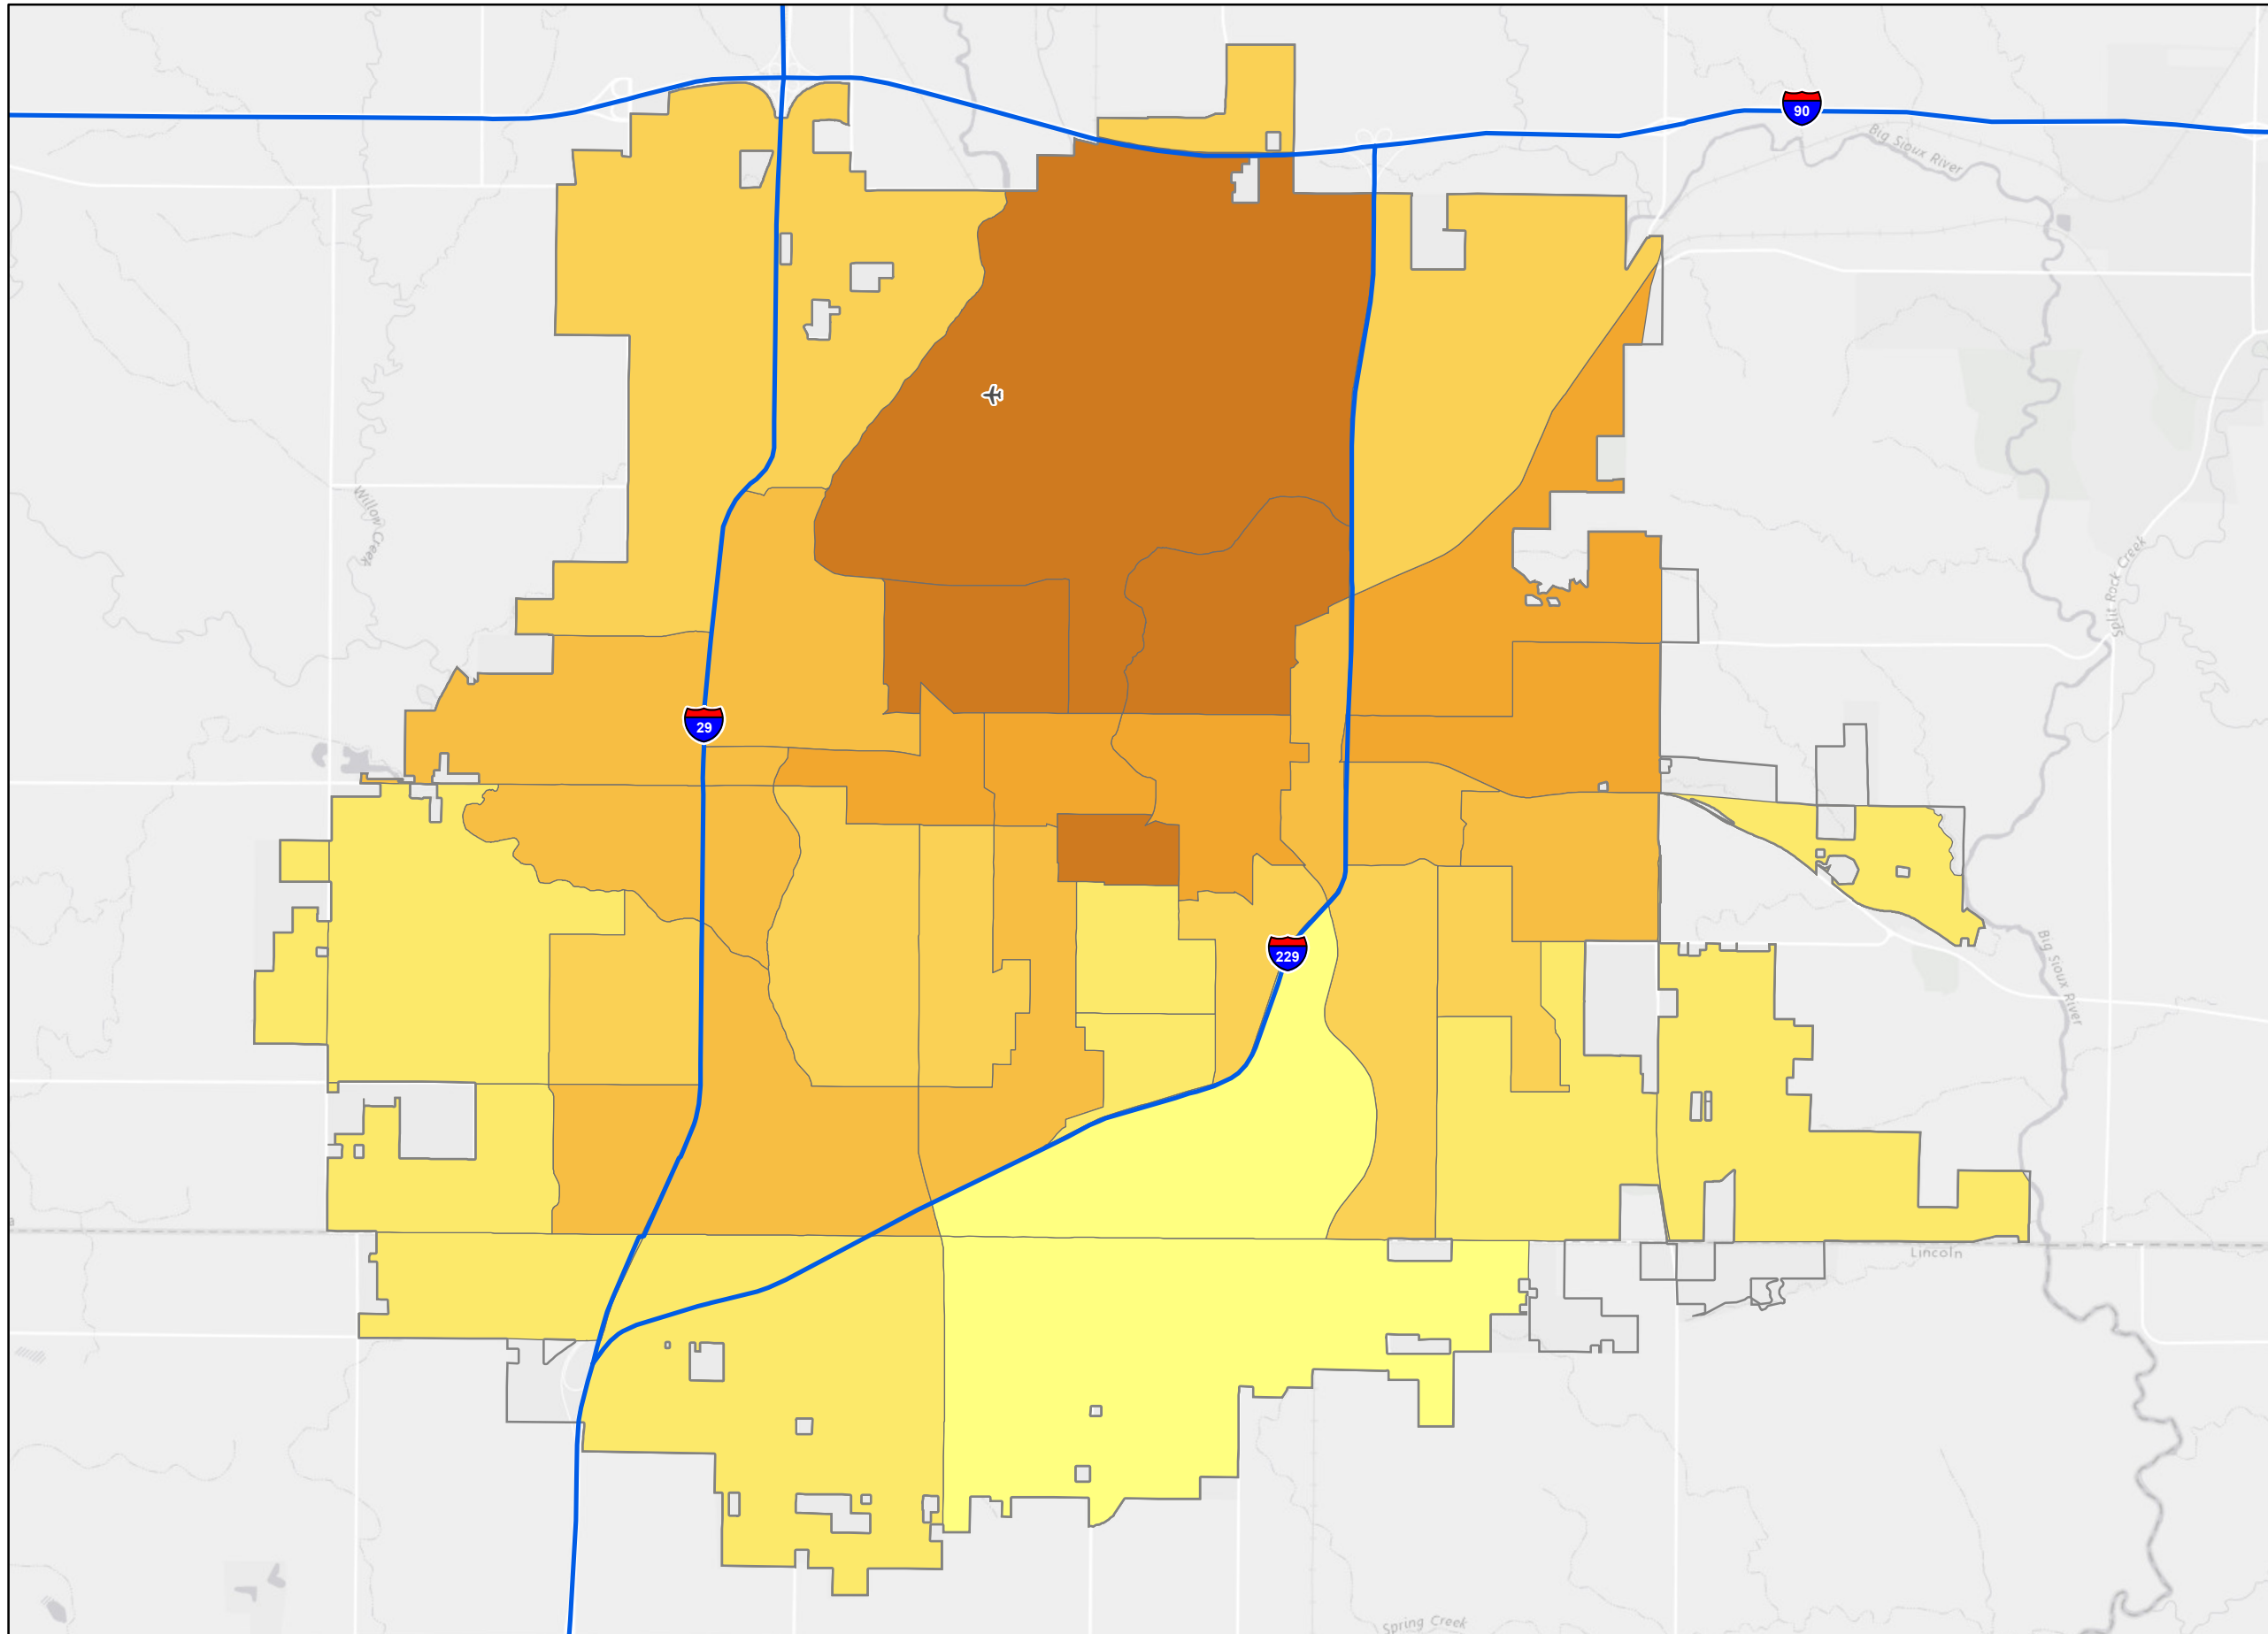 90
Big Sioux River
Willow Creek
Split Rock Creek
29
229
Big Sioux River
Lincoln
Spring Creek